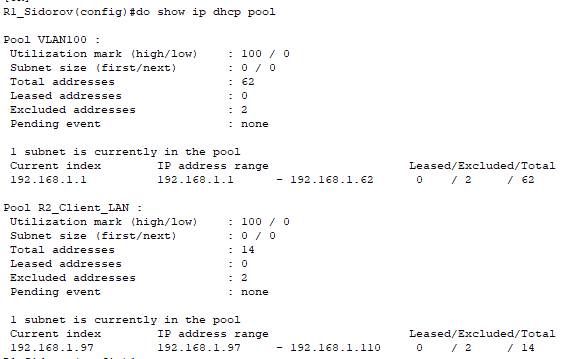 R1_Sidorov(config)#do show ip dhcp pool
Pool VLAN100 :
Utilization mark (high/low) : 100 / 0
Subnet size (first/next) : 0 / 0
Total addresses : 62
Leased addresses : 0
Excluded addresses : 2
Pending event : none
1 subnet is currently in the pool
Current index IP address range Leased/Excluded/Total
192.168.1.1 192.168.1.1 - 192.168.1.62 0 / 2 / 62
Pool R2_Client_LAN :
Utilization mark (high/low) : 100 / 0
Subnet size (first/next) : 0 / 0
Total addresses : 14
Leased addresses : 0
Excluded addresses : 2
Pending event : none
1 subnet is currently in the pool
Current index IP address range Leased/Excluded/Total
192.168.1.97 192.168.1.97 - 192.168.1.110 0 / 2 / 14